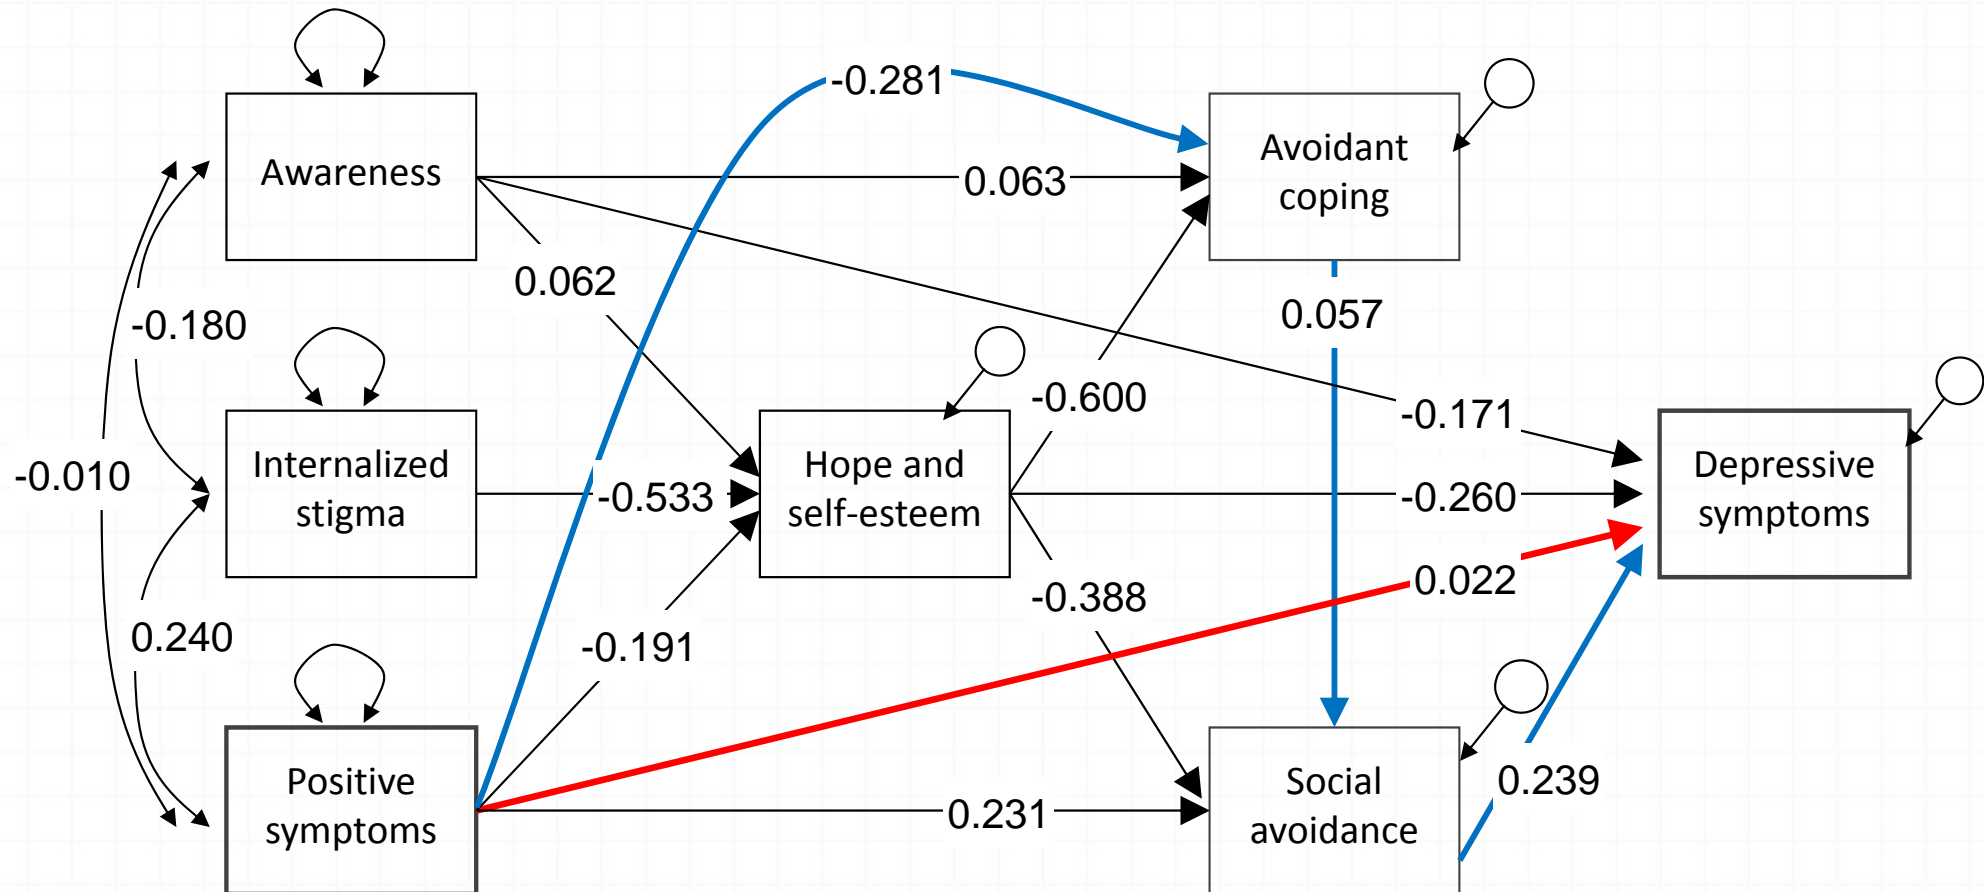 -0.281
Awareness
Avoidant
coping
0.063
0.062
-0.180
0.057
-0.600
-0.171
-0.010
Internalized
stigma
-0.533
Hope and
self-esteem
-0.260
Depressive
symptoms
0.022
-0.388
0.240
-0.191
Positive
symptoms
0.231
Social
avoidance
0.239